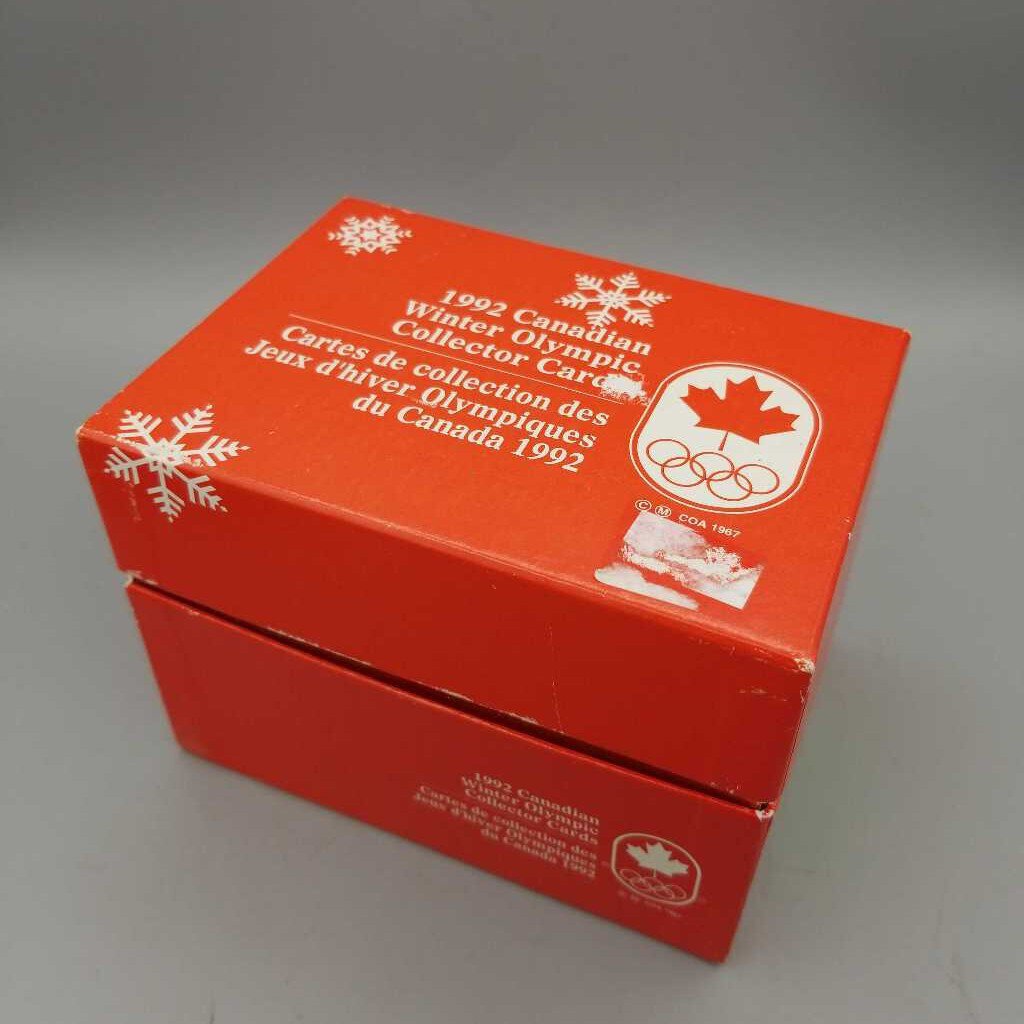 1992 Canadian
Winter Olympic
Collector Cards
Cartes de collection des
Jeux d'hiver Olympiques
du Canada 1992
© Ⓜ COA 1967
1992 Canadian
Winter Olympic
Collector Cards
Cartes de collection des
Jeux d'hiver Olympiques
du Canada 1992